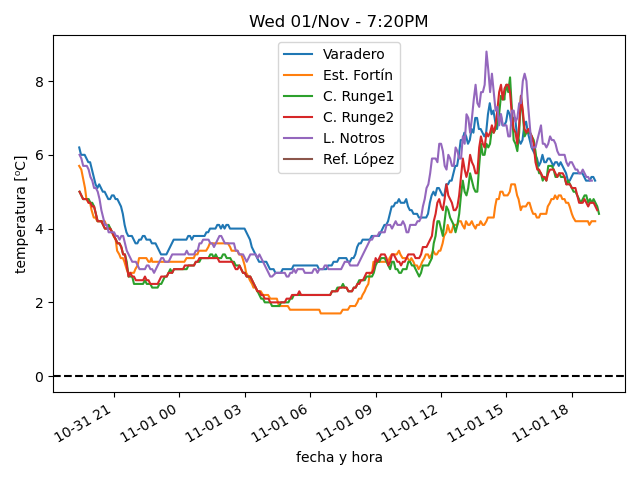 Wed 01/Nov - 7:20PM
Varadero
Est. Fortín
C. Runge1
C. Runge2
L. Notros
Ref. López
temperatura [ºC]
8
6
4
2
0
10-31 21
11-01 00
11-01 03
11-01 06
11-01 09
11-01 12
11-01 15
11-01 18
fecha y hora